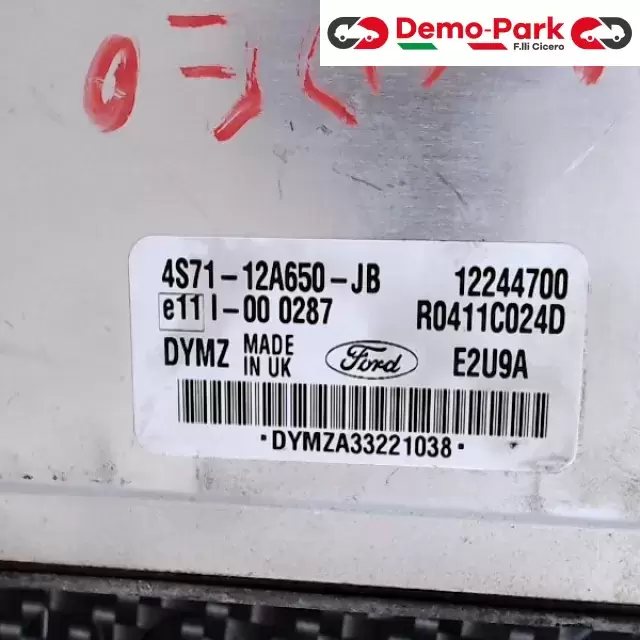 Demo-Park
F.lli Cicero
4S71-12A650-JB 12244700
e11 I-00 0287 R0411C024D
DYMZ MADE IN UK Ford E2U9A
•DYMZA33221038•